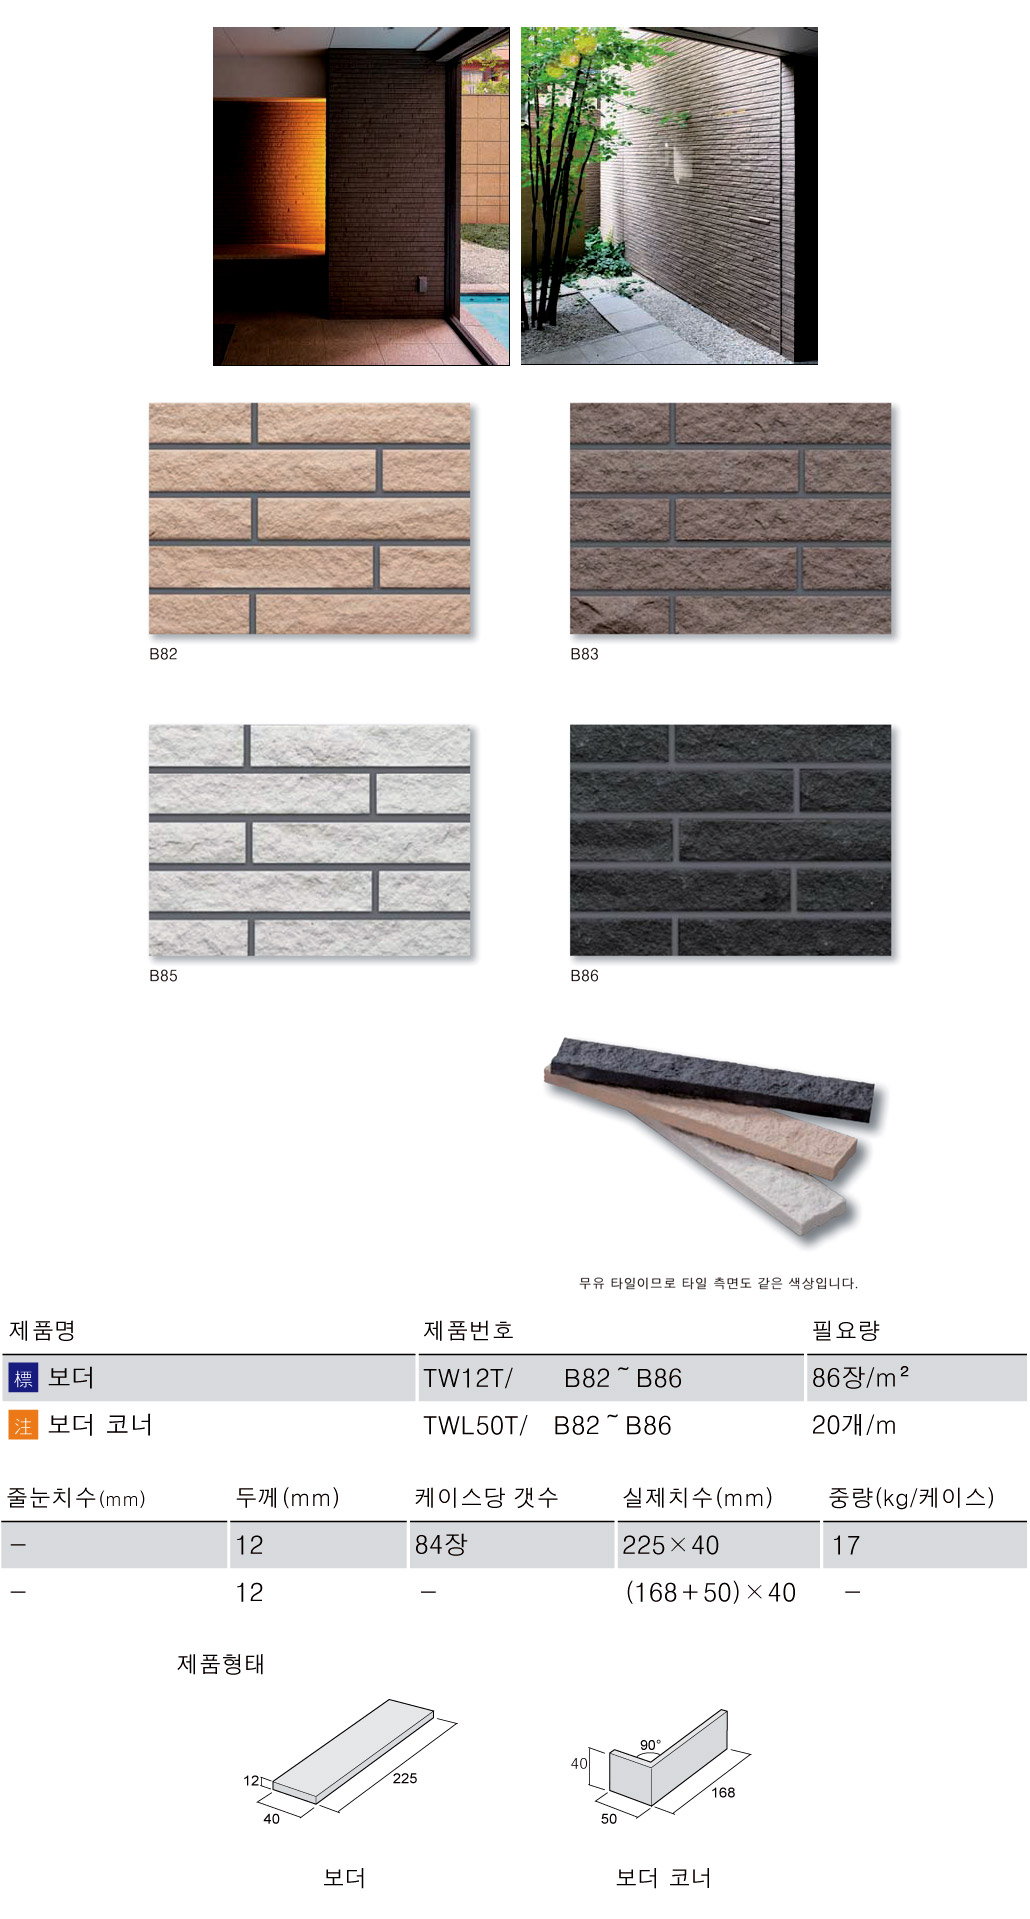 B82
B83
B85
B86
무유 타일이므로 타일 측면도 같은 색상입니다.
제품명 제품번호 필요량
標 보더 TW12T/ B82 ~ B86 86장/m²
注 보더 코너 TWL50T/ B82 ~ B86 20개/m
줄눈치수(mm) 두께(mm) 케이스당 갯수 실제치수(mm) 중량(kg/케이스)
– 12 84장 225×40 17
– 12 – (168+50)×40 –
제품형태
12
40
225
보더
40
90°
50
168
보더 코너